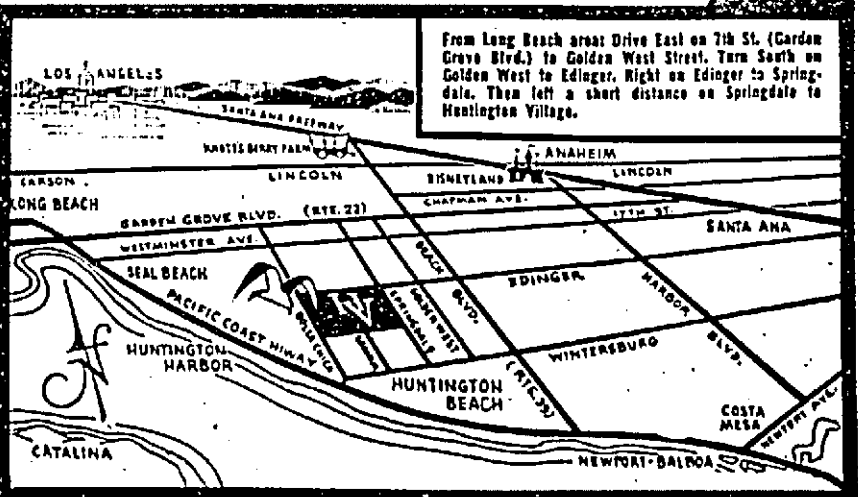 From Long Beach areas Drive East on 7th St. (Garden
Grove Blvd.) to Golden West Street. Turn South on
Golden West to Edinger. Right on Edinger to Spring-
dale. Then left a short distance on Springdale to
Huntington Village.
LOS ANGELES
SANTA ANA FREEWAY
KNOTTS BERRY FARM
ANAHEIM
DISNEYLAND
LINCOLN
LINCOLN
CARSON
LONG BEACH
CHAPMAN AVE.
GARDEN GROVE BLVD. (RTE. 22)
17TH ST.
SANTA ANA
WESTMINSTER AVE.
SEAL BEACH
BEACH BLVD. (RTE. 39)
EDINGER
HARBOR BLVD.
PACIFIC COAST HIWAY
BOLSA CHICA
SPRINGDALE
GOLDEN WEST
WINTERSBURG
HUNTINGTON
HARBOR
HUNTINGTON
BEACH
COSTA
MESA
NEWPORT AVE.
CATALINA
NEWPORT-BALBOA